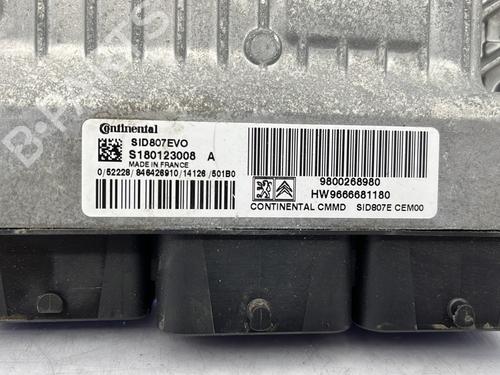 Continental
SID807EVO
S180123008 A
MADE IN FRANCE
0/52228/846426910/14126/501B0
9800268980
HW9666681180
CONTINENTAL CMMD SID807E CEM00
B-PARTS